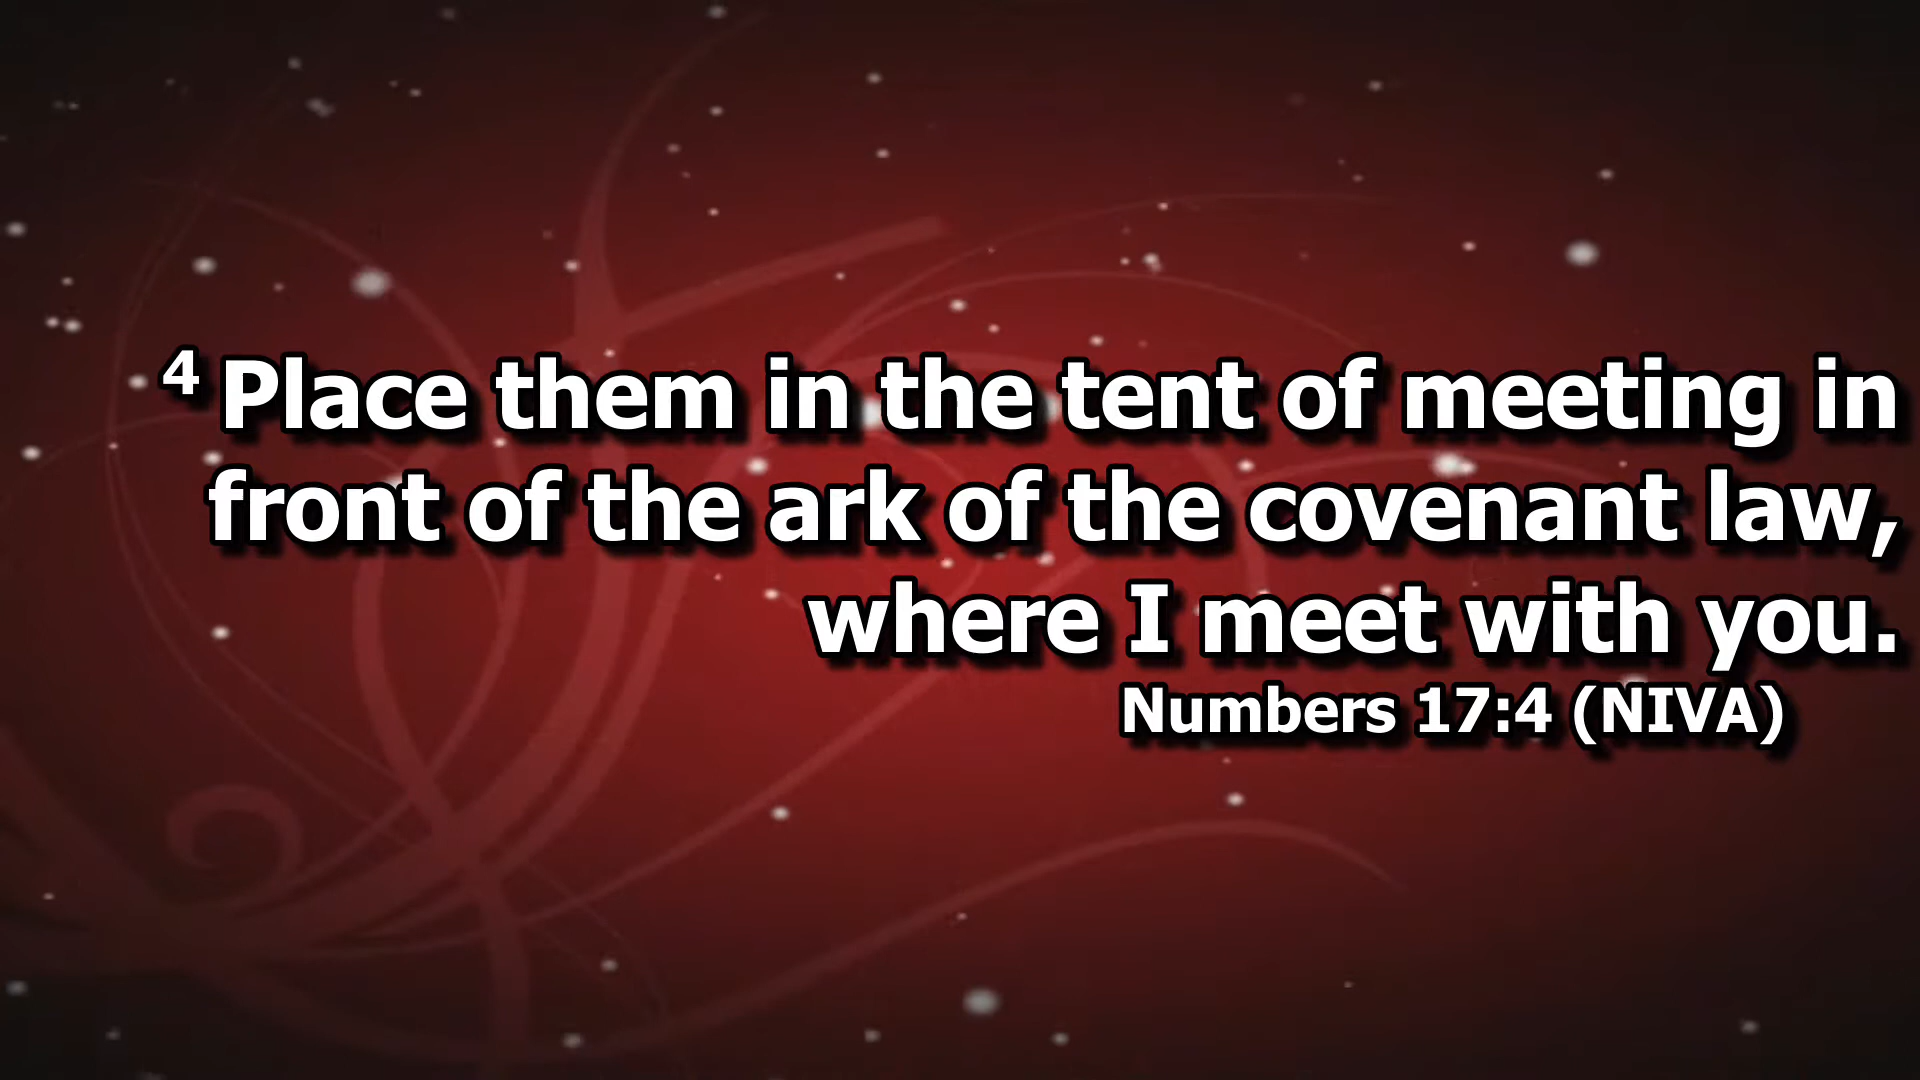 4 Place them in the tent of meeting in
front of the ark of the covenant law,
where I meet with you.
Numbers 17:4 (NIVA)